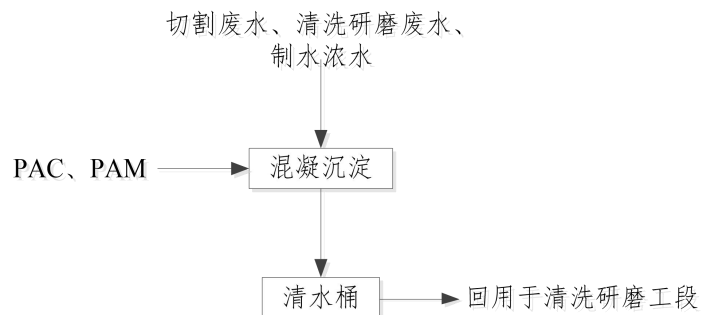 切割废水、清洗研磨废水、
制水浓水
PAC、PAM
混凝沉淀
清水桶
回用于清洗研磨工段